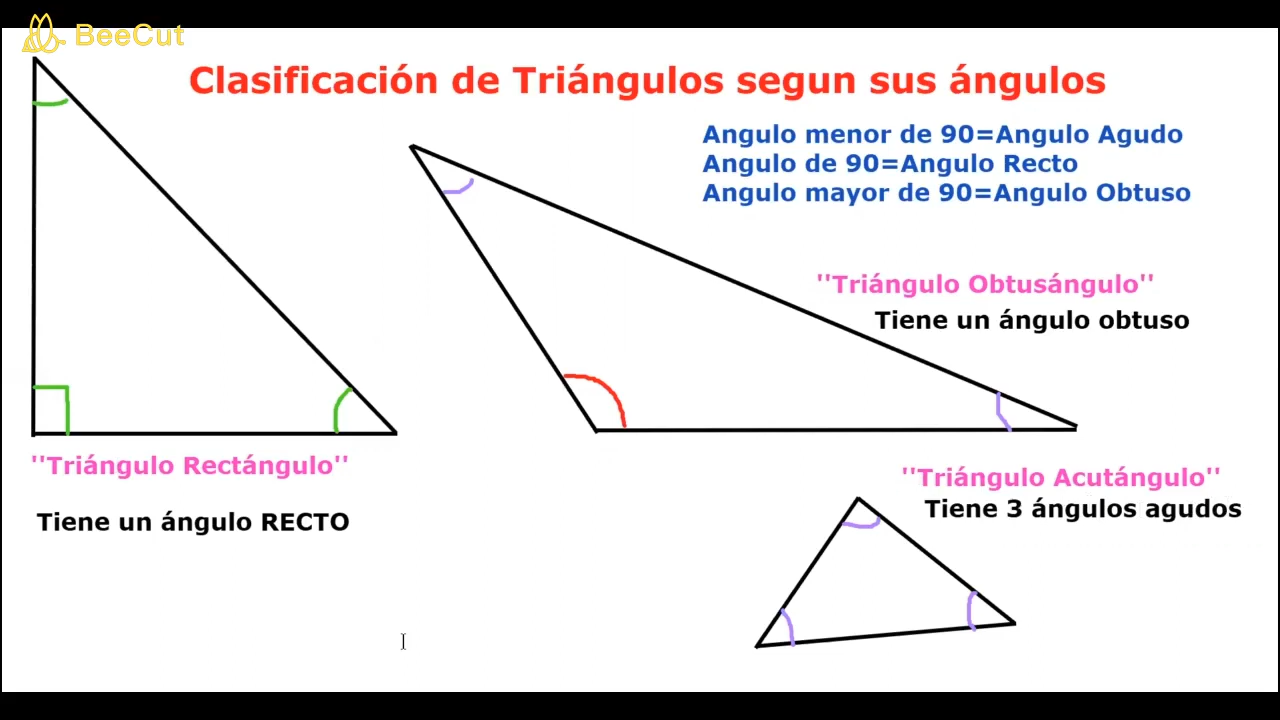 BeeCut
Clasificación de Triángulos segun sus ángulos
Angulo menor de 90=Angulo Agudo
Angulo de 90=Angulo Recto
Angulo mayor de 90=Angulo Obtuso
''Triángulo Obtusángulo''
Tiene un ángulo obtuso
''Triángulo Rectángulo''
Tiene un ángulo RECTO
''Triángulo Acutángulo''
Tiene 3 ángulos agudos